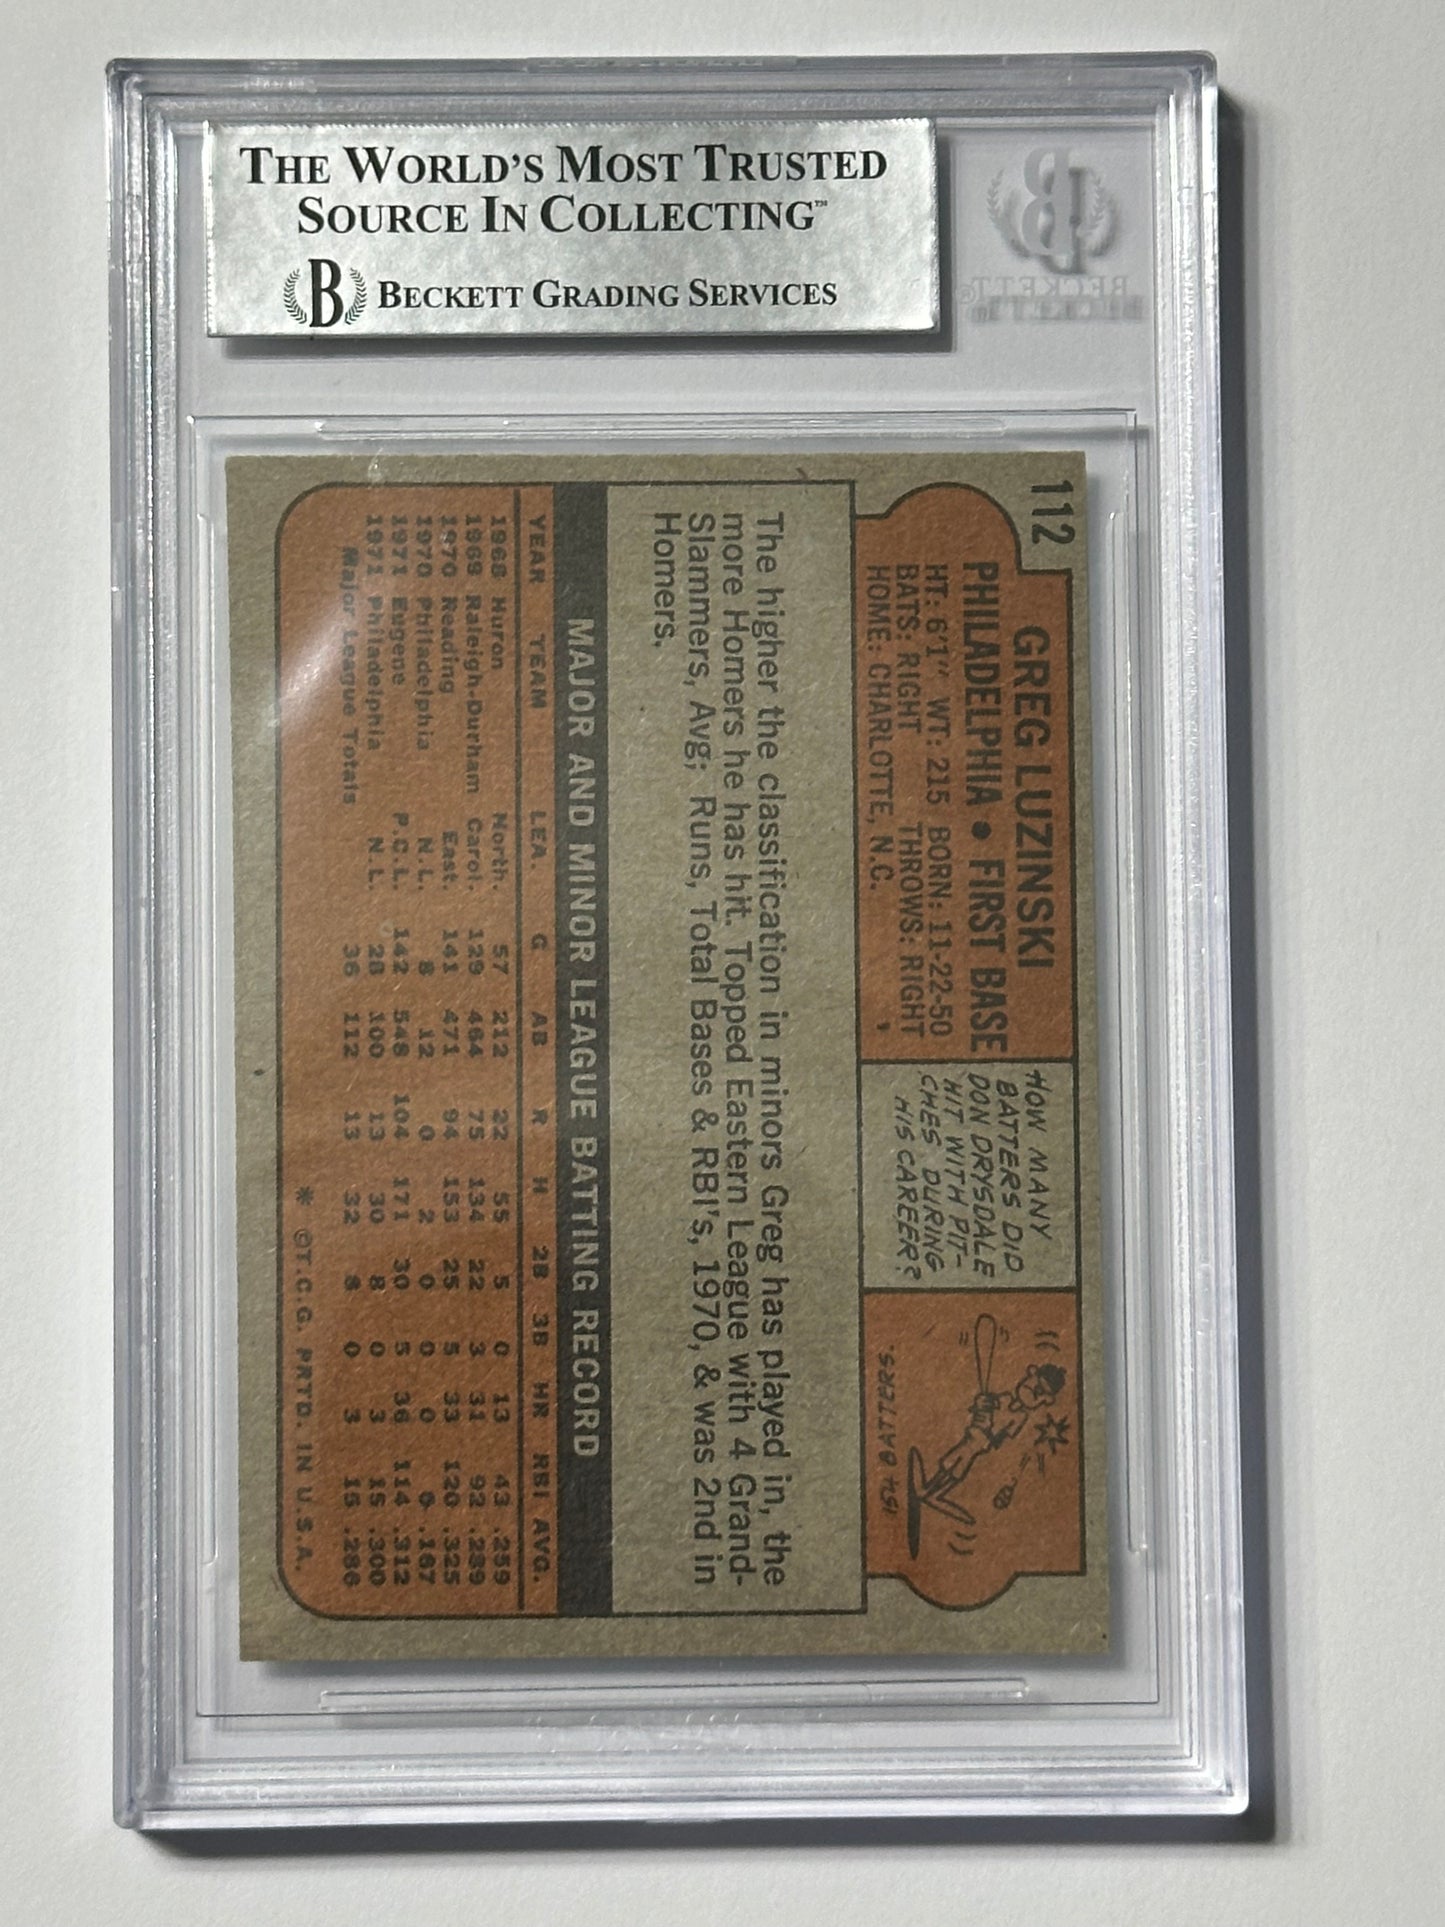 THE WORLD'S MOST TRUSTED
SOURCE IN COLLECTING™
B BECKETT GRADING SERVICES
BECKETT
112
GREG LUZINSKI
PHILADELPHIA • FIRST BASE
HT: 6'1" WT: 215 BORN: 11-22-50
BATS: RIGHT THROWS: RIGHT
HOME: CHARLOTTE, N.C.
HOW MANY
BATTERS DID
DON DRYSDALE
HIT WITH PIT-
CHES DURING
HIS CAREER?
154 BATTERS.
The higher the classification in minors Greg has played in, the
more Homers he has hit. Topped Eastern League with 4 Grand-
Slammers, Avg; Runs, Total Bases & RBI's, 1970, & was 2nd in
Homers.
MAJOR AND MINOR LEAGUE BATTING RECORD
YEAR TEAM LEA. G AB R H 2B 3B HR RBI AVG.
1968 Huron North. 57 212 22 55 5 0 13 43 .259
1969 Raleigh-Durham Carol. 129 464 75 134 22 3 31 92 .289
1970 Reading East. 141 471 94 153 25 5 33 120 .325
1970 Philadelphia N.L. 8 12 0 2 0 0 0 0 .167
1971 Eugene P.C.L. 142 548 104 171 30 5 36 114 .312
1971 Philadelphia N.L. 28 100 13 30 8 0 3 15 .300
Major League Totals 36 112 13 32 8 0 3 15 .286
* ©T.C.G. PRTD. IN U.S.A.